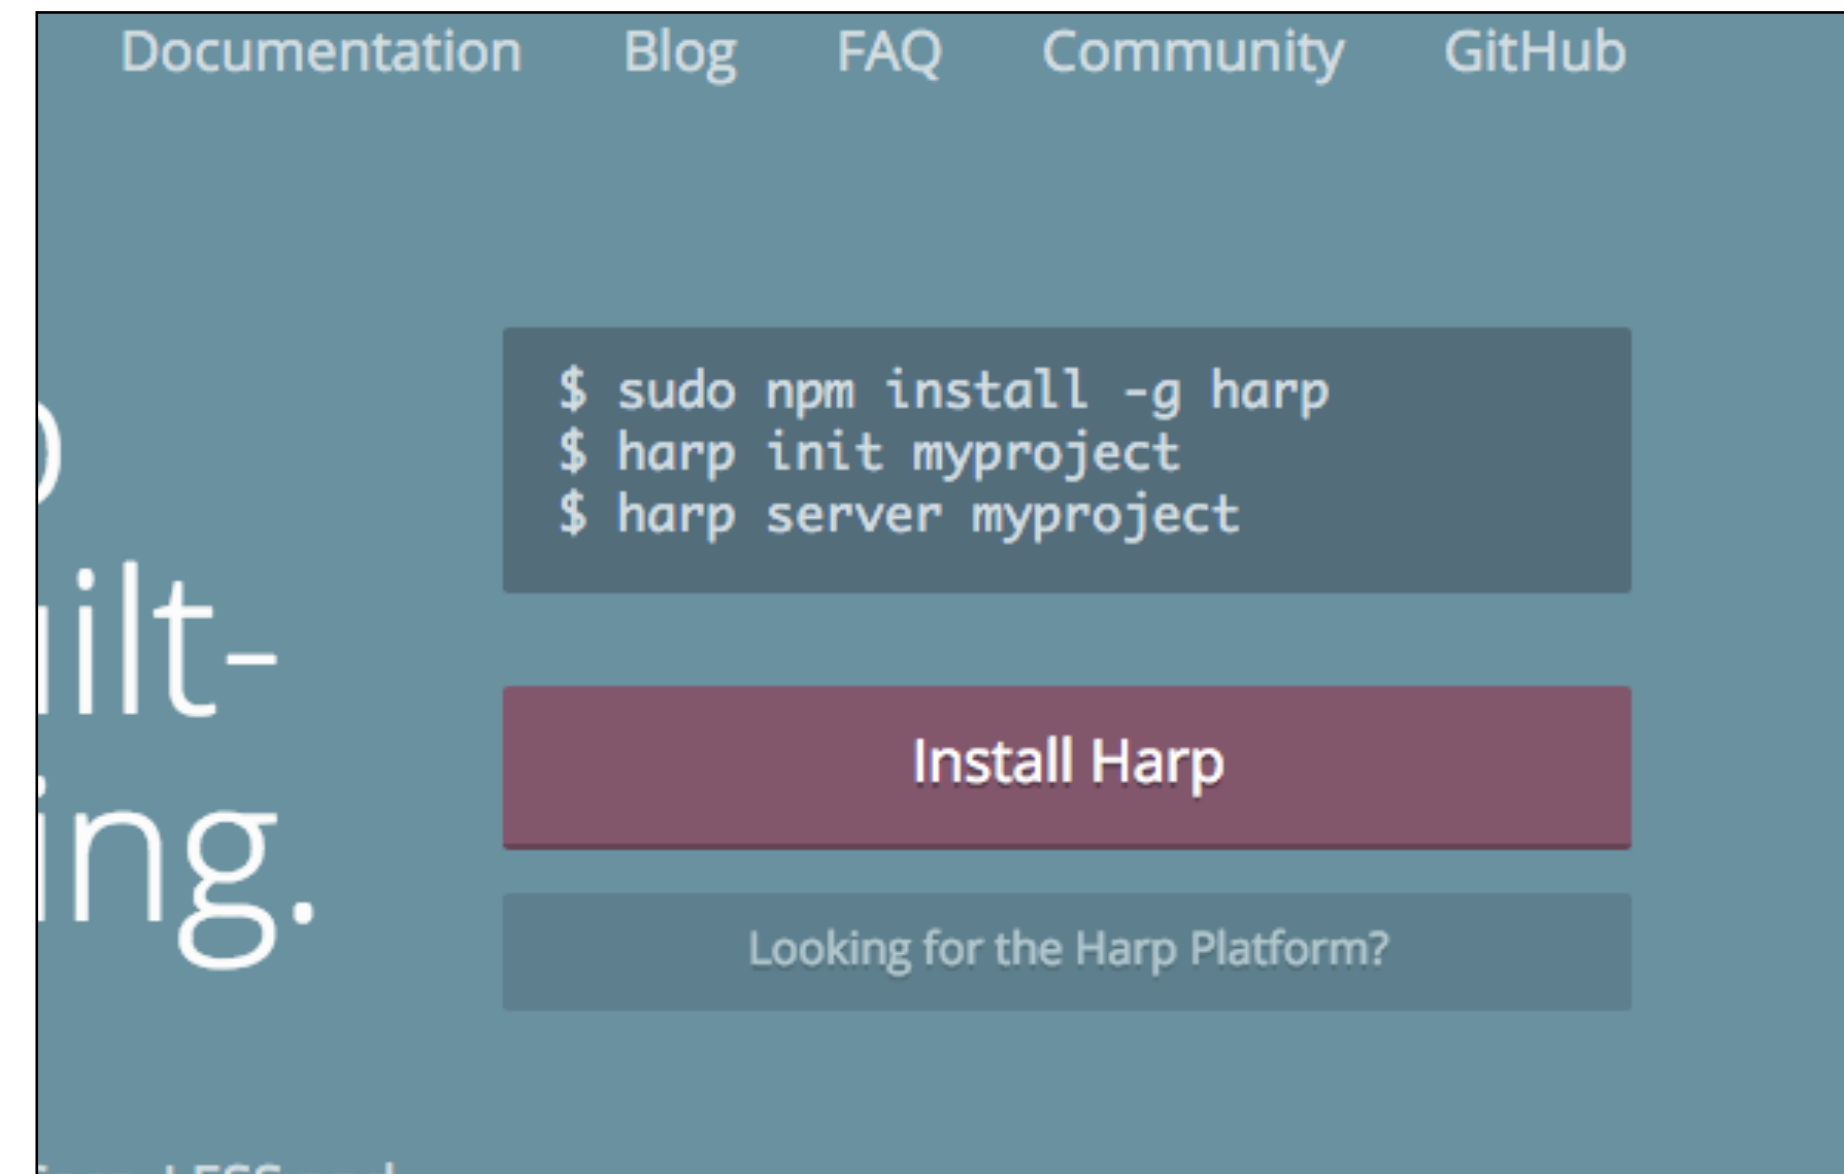 Documentation Blog FAQ Community GitHub
$ sudo npm install -g harp
$ harp init myproject
$ harp server myproject
ilt-
ing.
Install Harp
Looking for the Harp Platform?